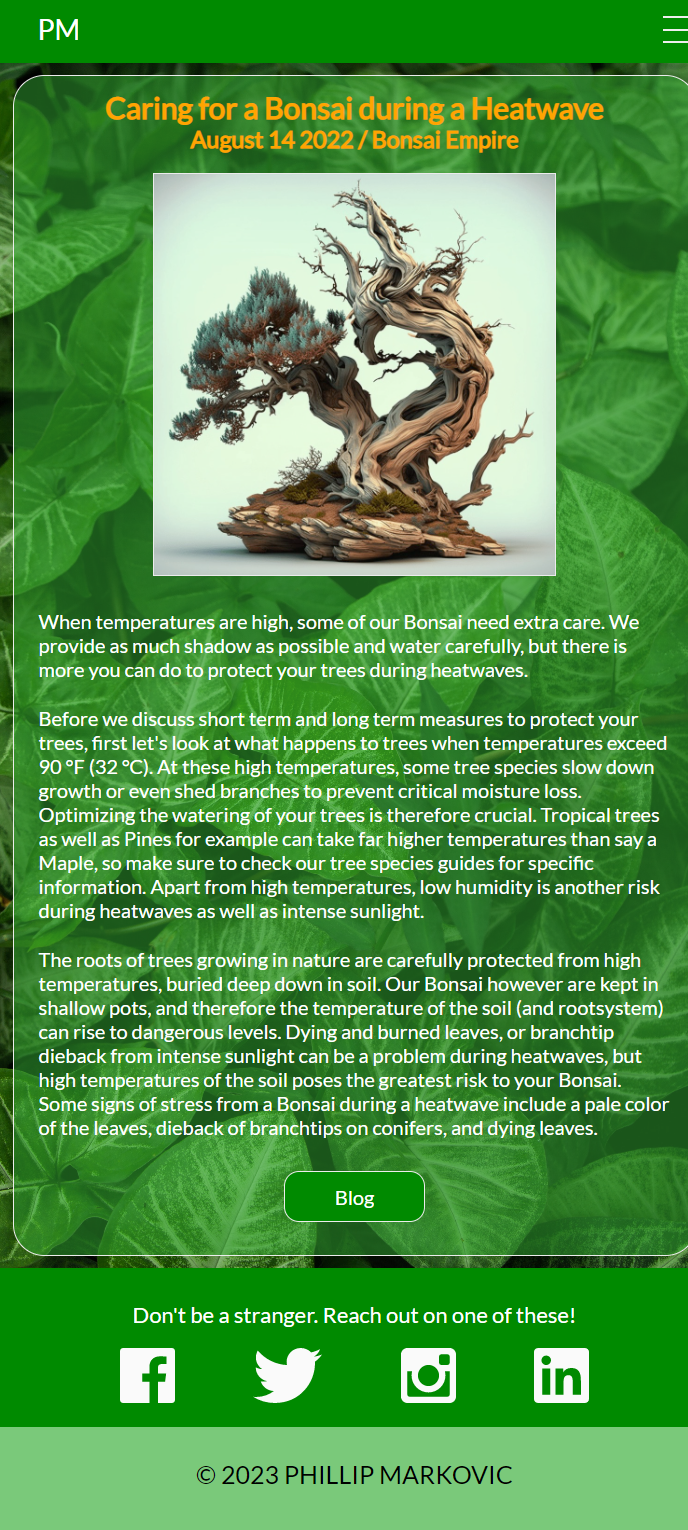 PM
Caring for a Bonsai during a Heatwave
August 14 2022 / Bonsai Empire
When temperatures are high, some of our Bonsai need extra care. We
provide as much shadow as possible and water carefully, but there is
more you can do to protect your trees during heatwaves.
Before we discuss short term and long term measures to protect your
trees, first let's look at what happens to trees when temperatures exceed
90 °F (32 °C). At these high temperatures, some tree species slow down
growth or even shed branches to prevent critical moisture loss.
Optimizing the watering of your trees is therefore crucial. Tropical trees
as well as Pines for example can take far higher temperatures than say a
Maple, so make sure to check our tree species guides for specific
information. Apart from high temperatures, low humidity is another risk
during heatwaves as well as intense sunlight.
The roots of trees growing in nature are carefully protected from high
temperatures, buried deep down in soil. Our Bonsai however are kept in
shallow pots, and therefore the temperature of the soil (and rootsystem)
can rise to dangerous levels. Dying and burned leaves, or branchtip
dieback from intense sunlight can be a problem during heatwaves, but
high temperatures of the soil poses the greatest risk to your Bonsai.
Some signs of stress from a Bonsai during a heatwave include a pale color
of the leaves, dieback of branchtips on conifers, and dying leaves.
Blog
Don't be a stranger. Reach out on one of these!
© 2023 PHILLIP MARKOVIC